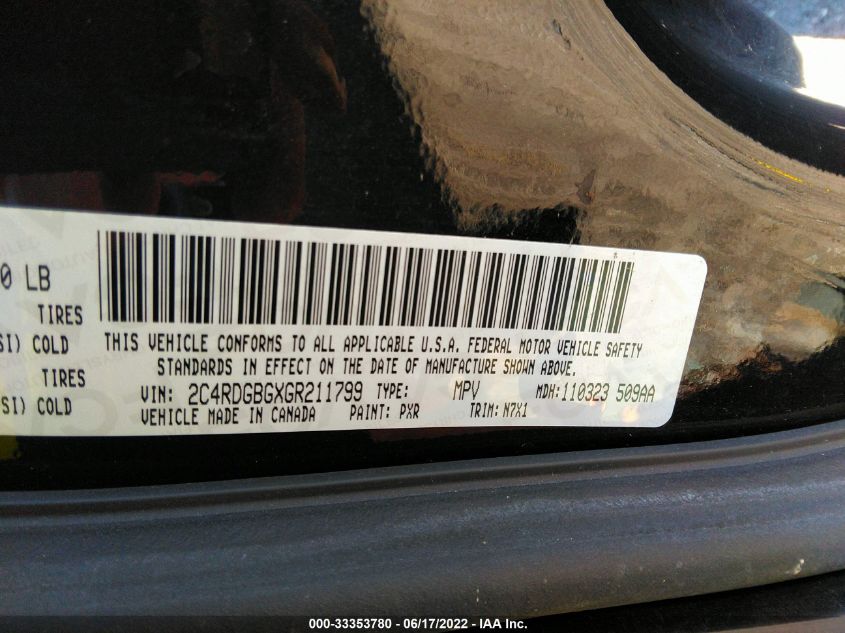 0 LB
TIRES
SI) COLD
TIRES
SI) COLD
THIS VEHICLE CONFORMS TO ALL APPLICABLE U.S.A. FEDERAL MOTOR VEHICLE SAFETY
STANDARDS IN EFFECT ON THE DATE OF MANUFACTURE SHOWN ABOVE.
VIN: 2C4RDGBGXGR211799 TYPE: MPV MDH: 110323 509AA
VEHICLE MADE IN CANADA PAINT: PXR TRIM: N7X1
000-33353780 - 06/17/2022 - IAA Inc.